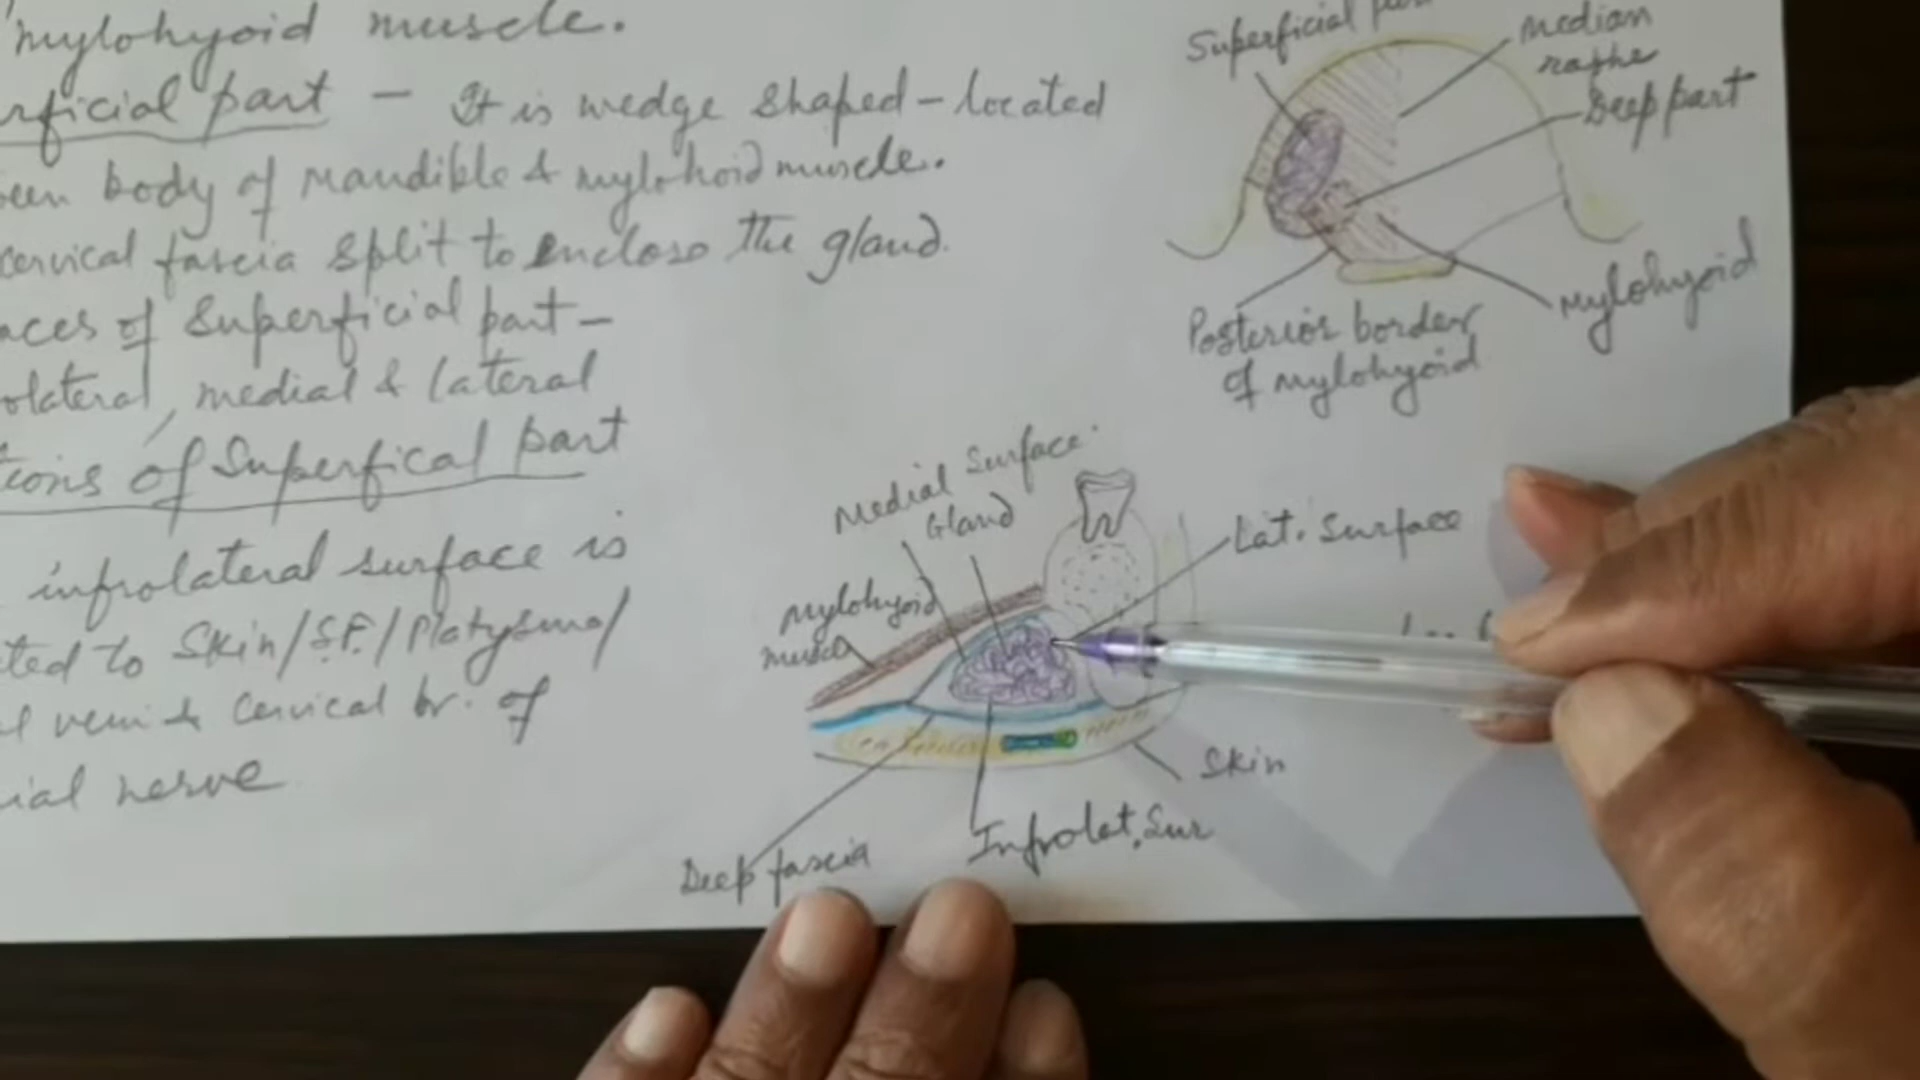 mylohyoid muscle.
rficial part - It is wedge shaped - located
een body of Mandible & mylohoid muscle.
cervical fascia split to enclose the gland.
aces of Superficial part -
olateral, medial & lateral
tions of Superfical part
infrolateral surface is
ted to Skin/S.F./Platysma/
l vein & Cervical br. of
ial nerve
Superficial
Median
raphe
Deep part
Mylohyoid
Posterior border
of mylohyoid
Medial Surface
Gland
Lat. Surface
Mylohyoid
muscle
Skin
Deep fascia
Infrolat. Sur